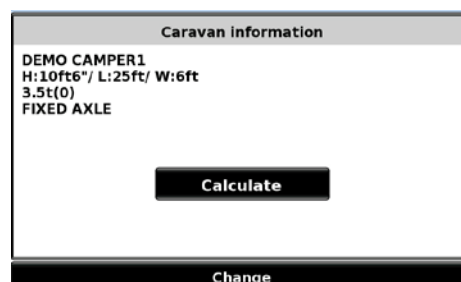 Caravan information
DEMO CAMPER1
H:10ft6"/ L:25ft/ W:6ft
3.5t(0)
FIXED AXLE
Calculate
Change